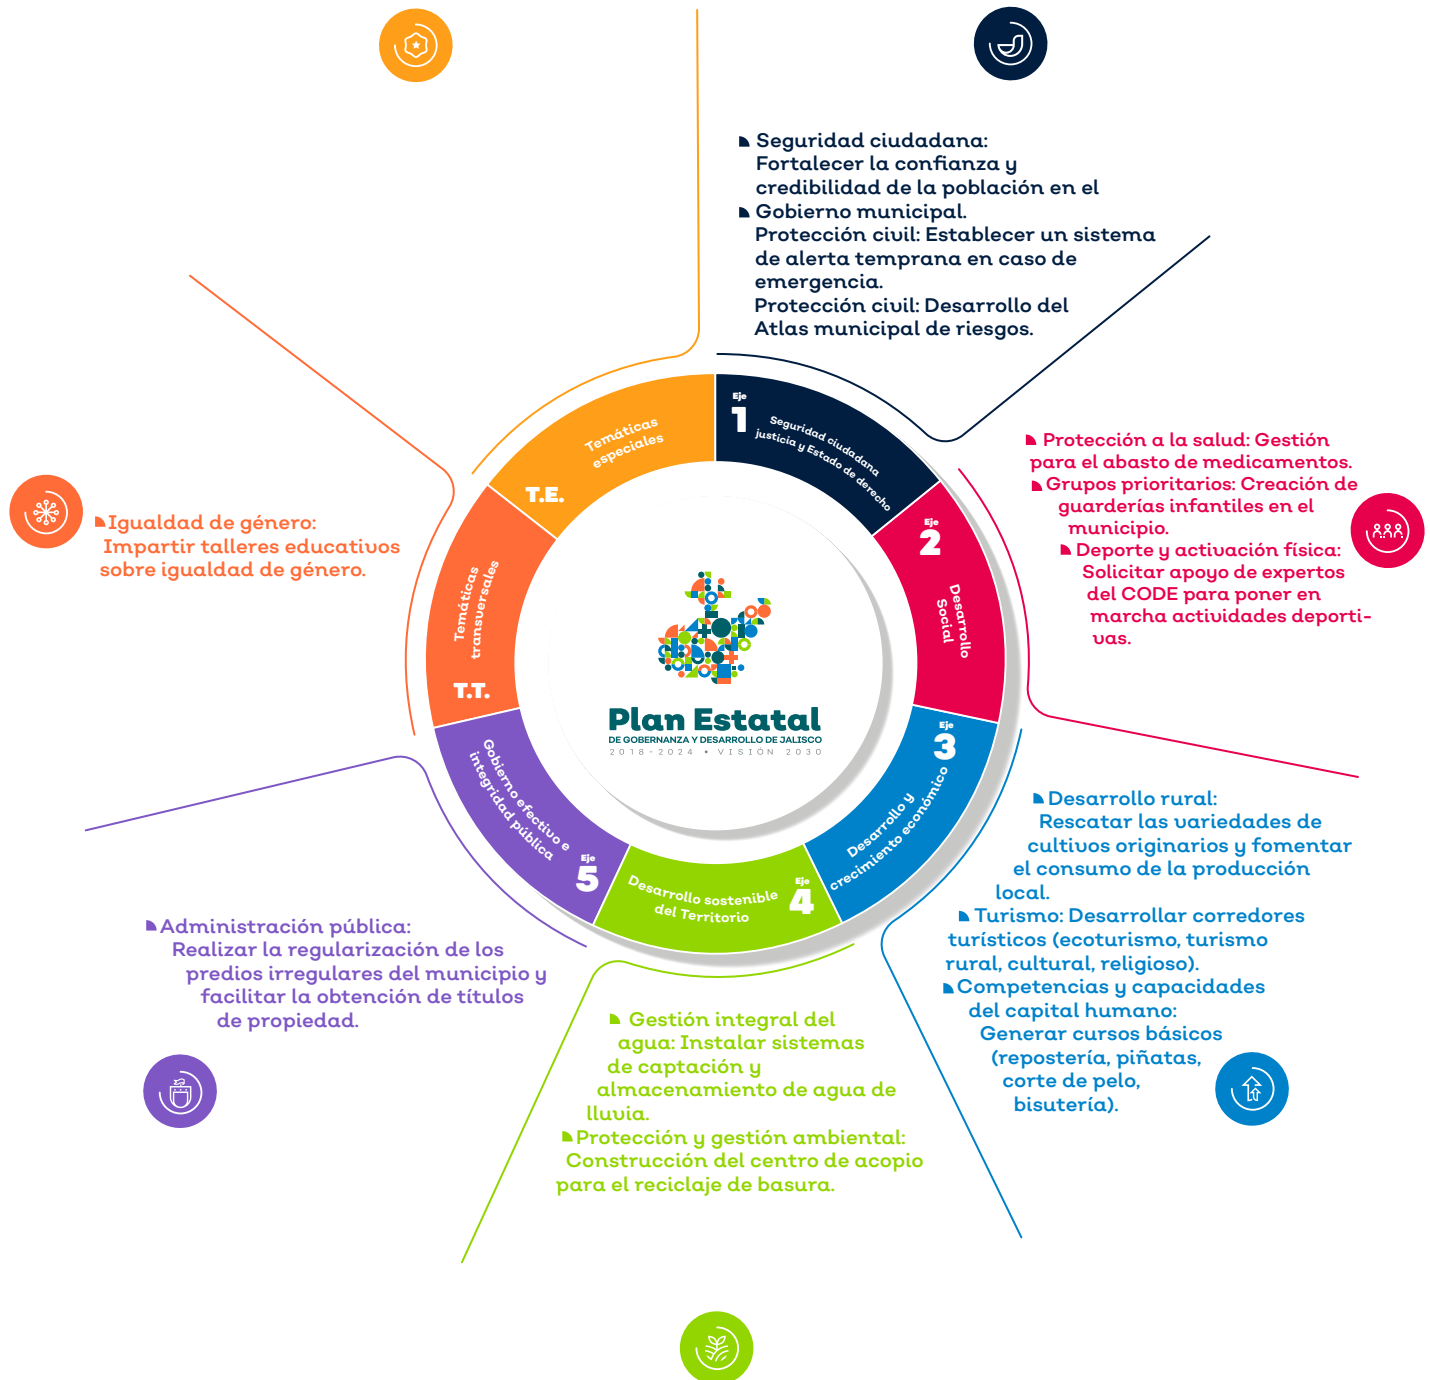 Seguridad ciudadana:
Fortalecer la confianza y
credibilidad de la población en el
Gobierno municipal.
Protección civil: Establecer un sistema
de alerta temprana en caso de
emergencia.
Protección civil: Desarrollo del
Atlas municipal de riesgos.
Eje
1
Seguridad ciudadana
justicia y Estado de derecho
Protección a la salud: Gestión
para el abasto de medicamentos.
Grupos prioritarios: Creación de
guarderías infantiles en el
municipio.
Deporte y activación física:
Solicitar apoyo de expertos
del CODE para poner en
marcha actividades deporti-
vas.
Eje
2
Desarrollo
Social
Desarrollo rural:
Rescatar las variedades de
cultivos originarios y fomentar
el consumo de la producción
local.
Turismo: Desarrollar corredores
turísticos (ecoturismo, turismo
rural, cultural, religioso).
Competencias y capacidades
del capital humano:
Generar cursos básicos
(repostería, piñatas,
corte de pelo,
bisutería).
Eje
3
Desarrollo y
crecimiento económico
Eje
4
Desarrollo sostenible
del Territorio
Gestión integral del
agua: Instalar sistemas
de captación y
almacenamiento de agua de
lluvia.
Protección y gestión ambiental:
Construcción del centro de acopio
para el reciclaje de basura.
Eje
5
Gobierno efectivo e
integridad pública
Administración pública:
Realizar la regularización de los
predios irregulares del municipio y
facilitar la obtención de títulos
de propiedad.
T.T.
Temáticas
transversales
Igualdad de género:
Impartir talleres educativos
sobre igualdad de género.
T.E.
Temáticas
especiales
Plan Estatal
DE GOBERNANZA Y DESARROLLO DE JALISCO
2018-2024 • VISIÓN 2030